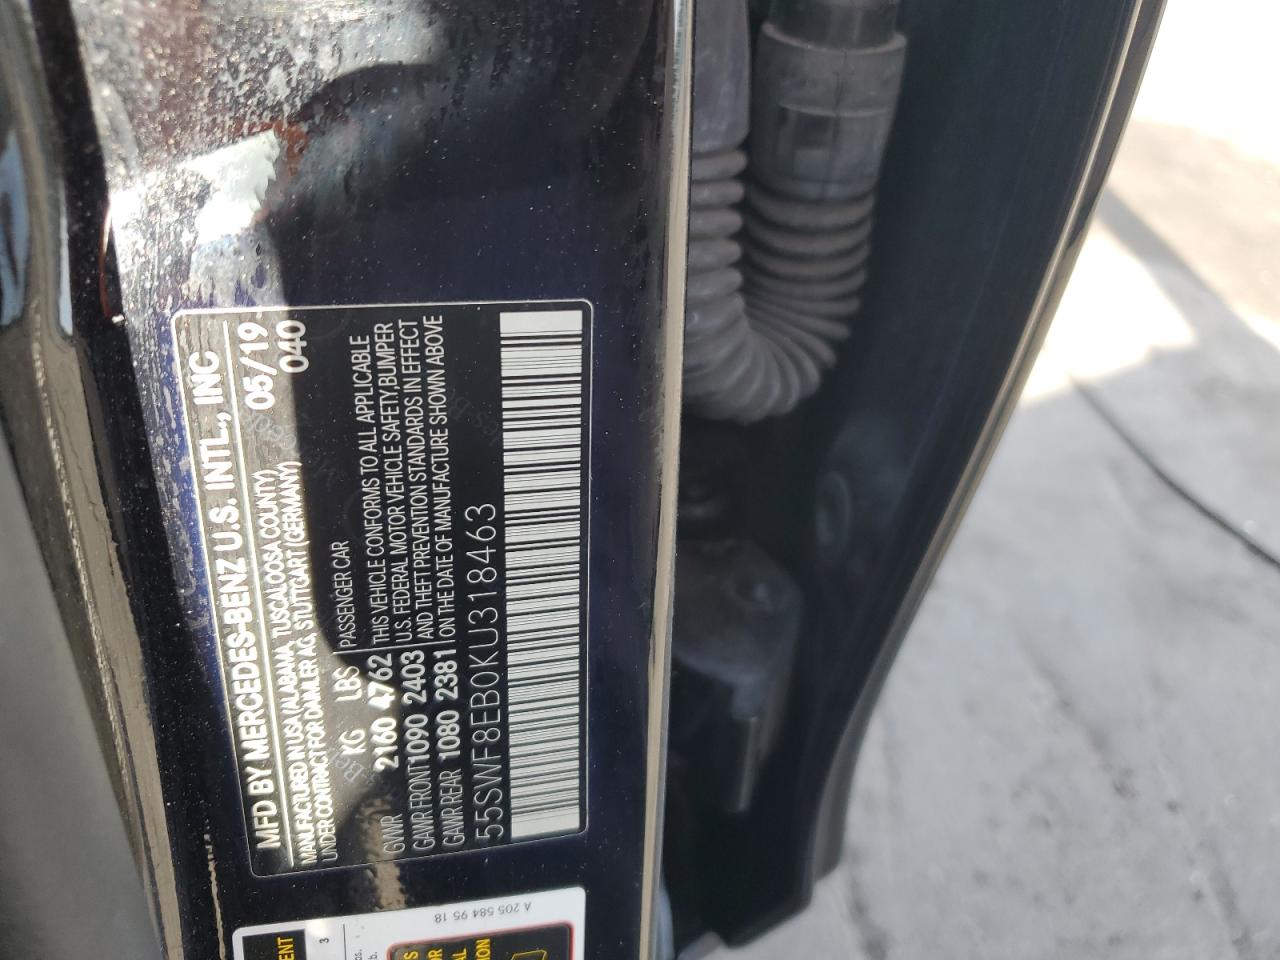 MFD BY MERCEDES-BENZ U.S. INTL., INC
MANUFACTURED IN USA (ALABAMA, TUSCALOOSA COUNTY) 05/19
UNDER CONTRACT FOR DAIMLER AG, STUTTGART (GERMANY) 040
KG LBS PASSENGER CAR
GVWR 2160 4762 THIS VEHICLE CONFORMS TO ALL APPLICABLE
GAWR FRONT 1090 2403 U.S. FEDERAL MOTOR VEHICLE SAFETY, BUMPER
GAWR REAR 1080 2381 AND THEFT PREVENTION STANDARDS IN EFFECT
ON THE DATE OF MANUFACTURE SHOWN ABOVE
55SWF8EB0KU318463
A 205 584 95 18
3